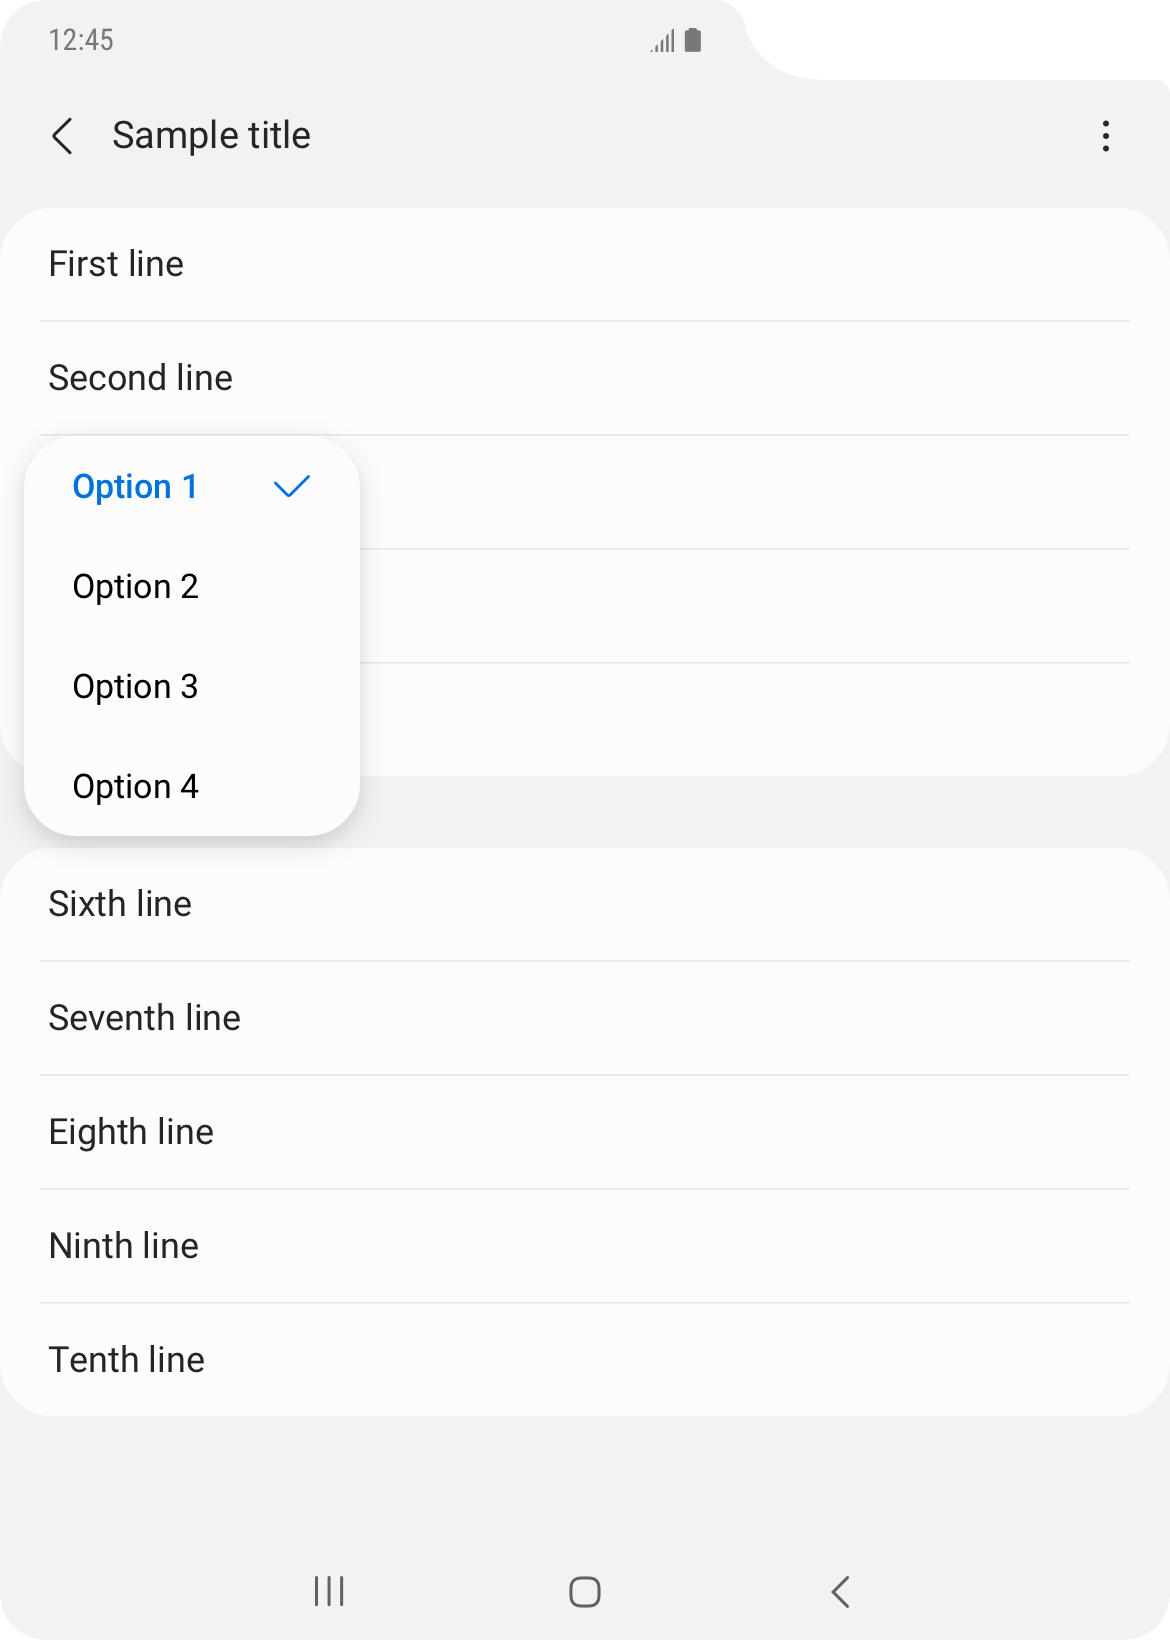 12:45
Sample title
First line
Second line
Option 1
Option 2
Option 3
Option 4
Sixth line
Seventh line
Eighth line
Ninth line
Tenth line